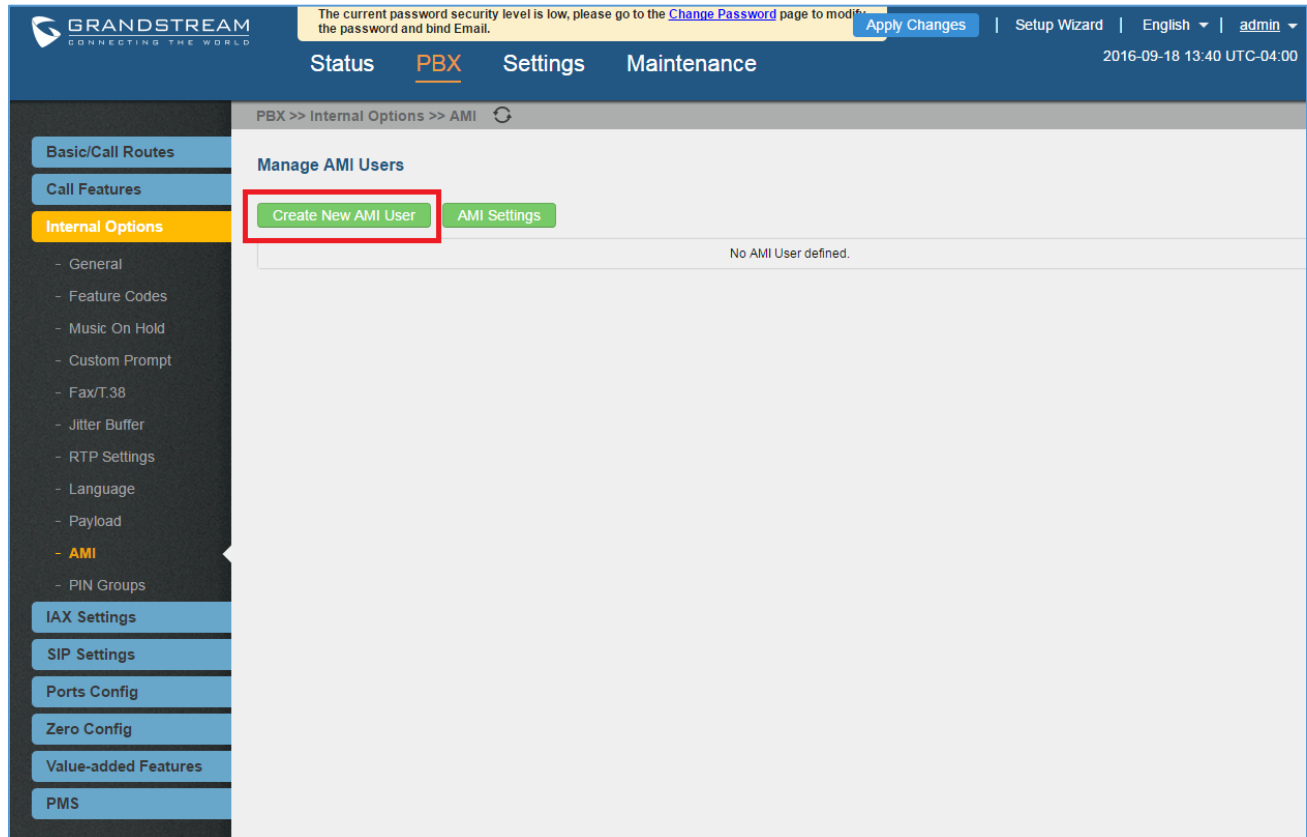 GRANDSTREAM
CONNECTING THE WORLD
The current password security level is low, please go to the Change Password page to modify
the password and bind Email.
Apply Changes | Setup Wizard | English | admin
2016-09-18 13:40 UTC-04:00
Status PBX Settings Maintenance
PBX >> Internal Options >> AMI
Basic/Call Routes
Call Features
Internal Options
- General
- Feature Codes
- Music On Hold
- Custom Prompt
- Fax/T.38
- Jitter Buffer
- RTP Settings
- Language
- Payload
- AMI
- PIN Groups
IAX Settings
SIP Settings
Ports Config
Zero Config
Value-added Features
PMS
Manage AMI Users
Create New AMI User
AMI Settings
No AMI User defined.